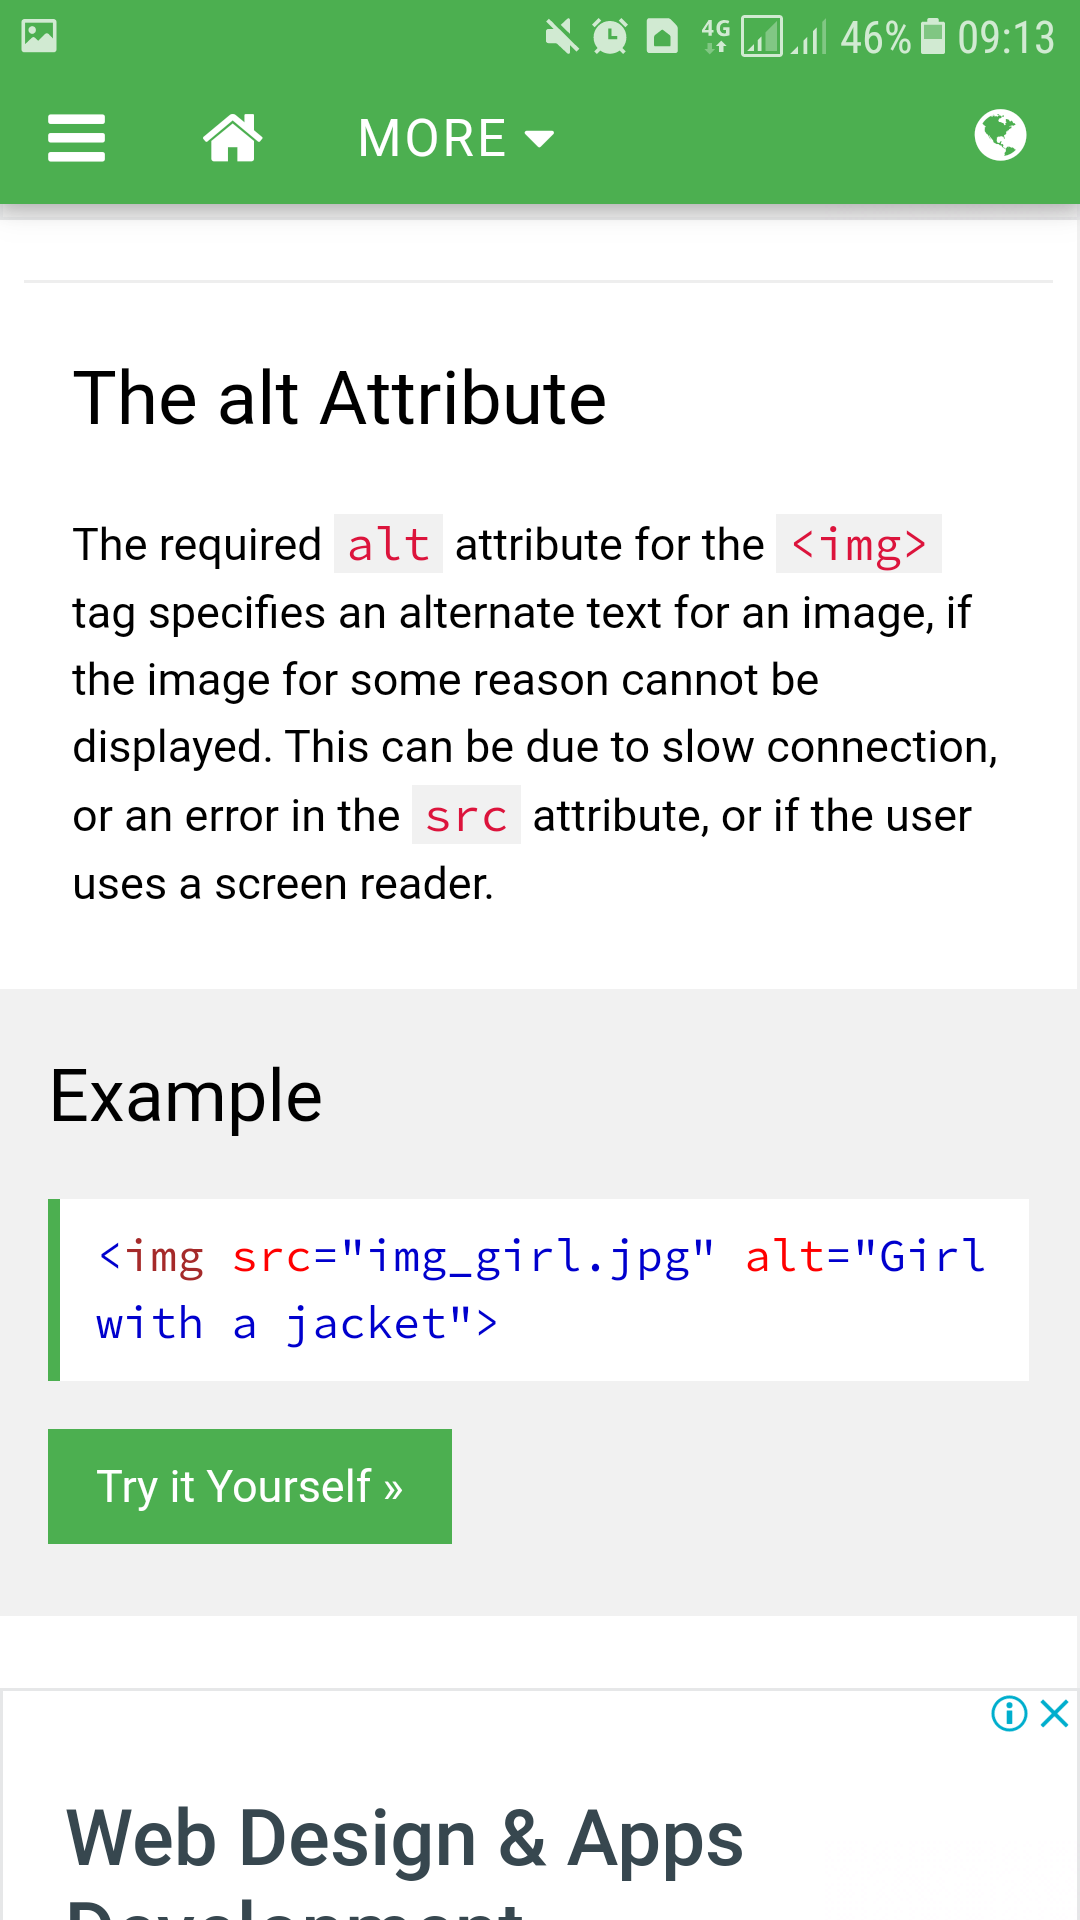 4G 46% 09:13
MORE
The alt Attribute
The required alt attribute for the <img>
tag specifies an alternate text for an image, if
the image for some reason cannot be
displayed. This can be due to slow connection,
or an error in the src attribute, or if the user
uses a screen reader.
Example
<img src="img_girl.jpg" alt="Girl
with a jacket">
Try it Yourself »
Web Design & Apps
Development